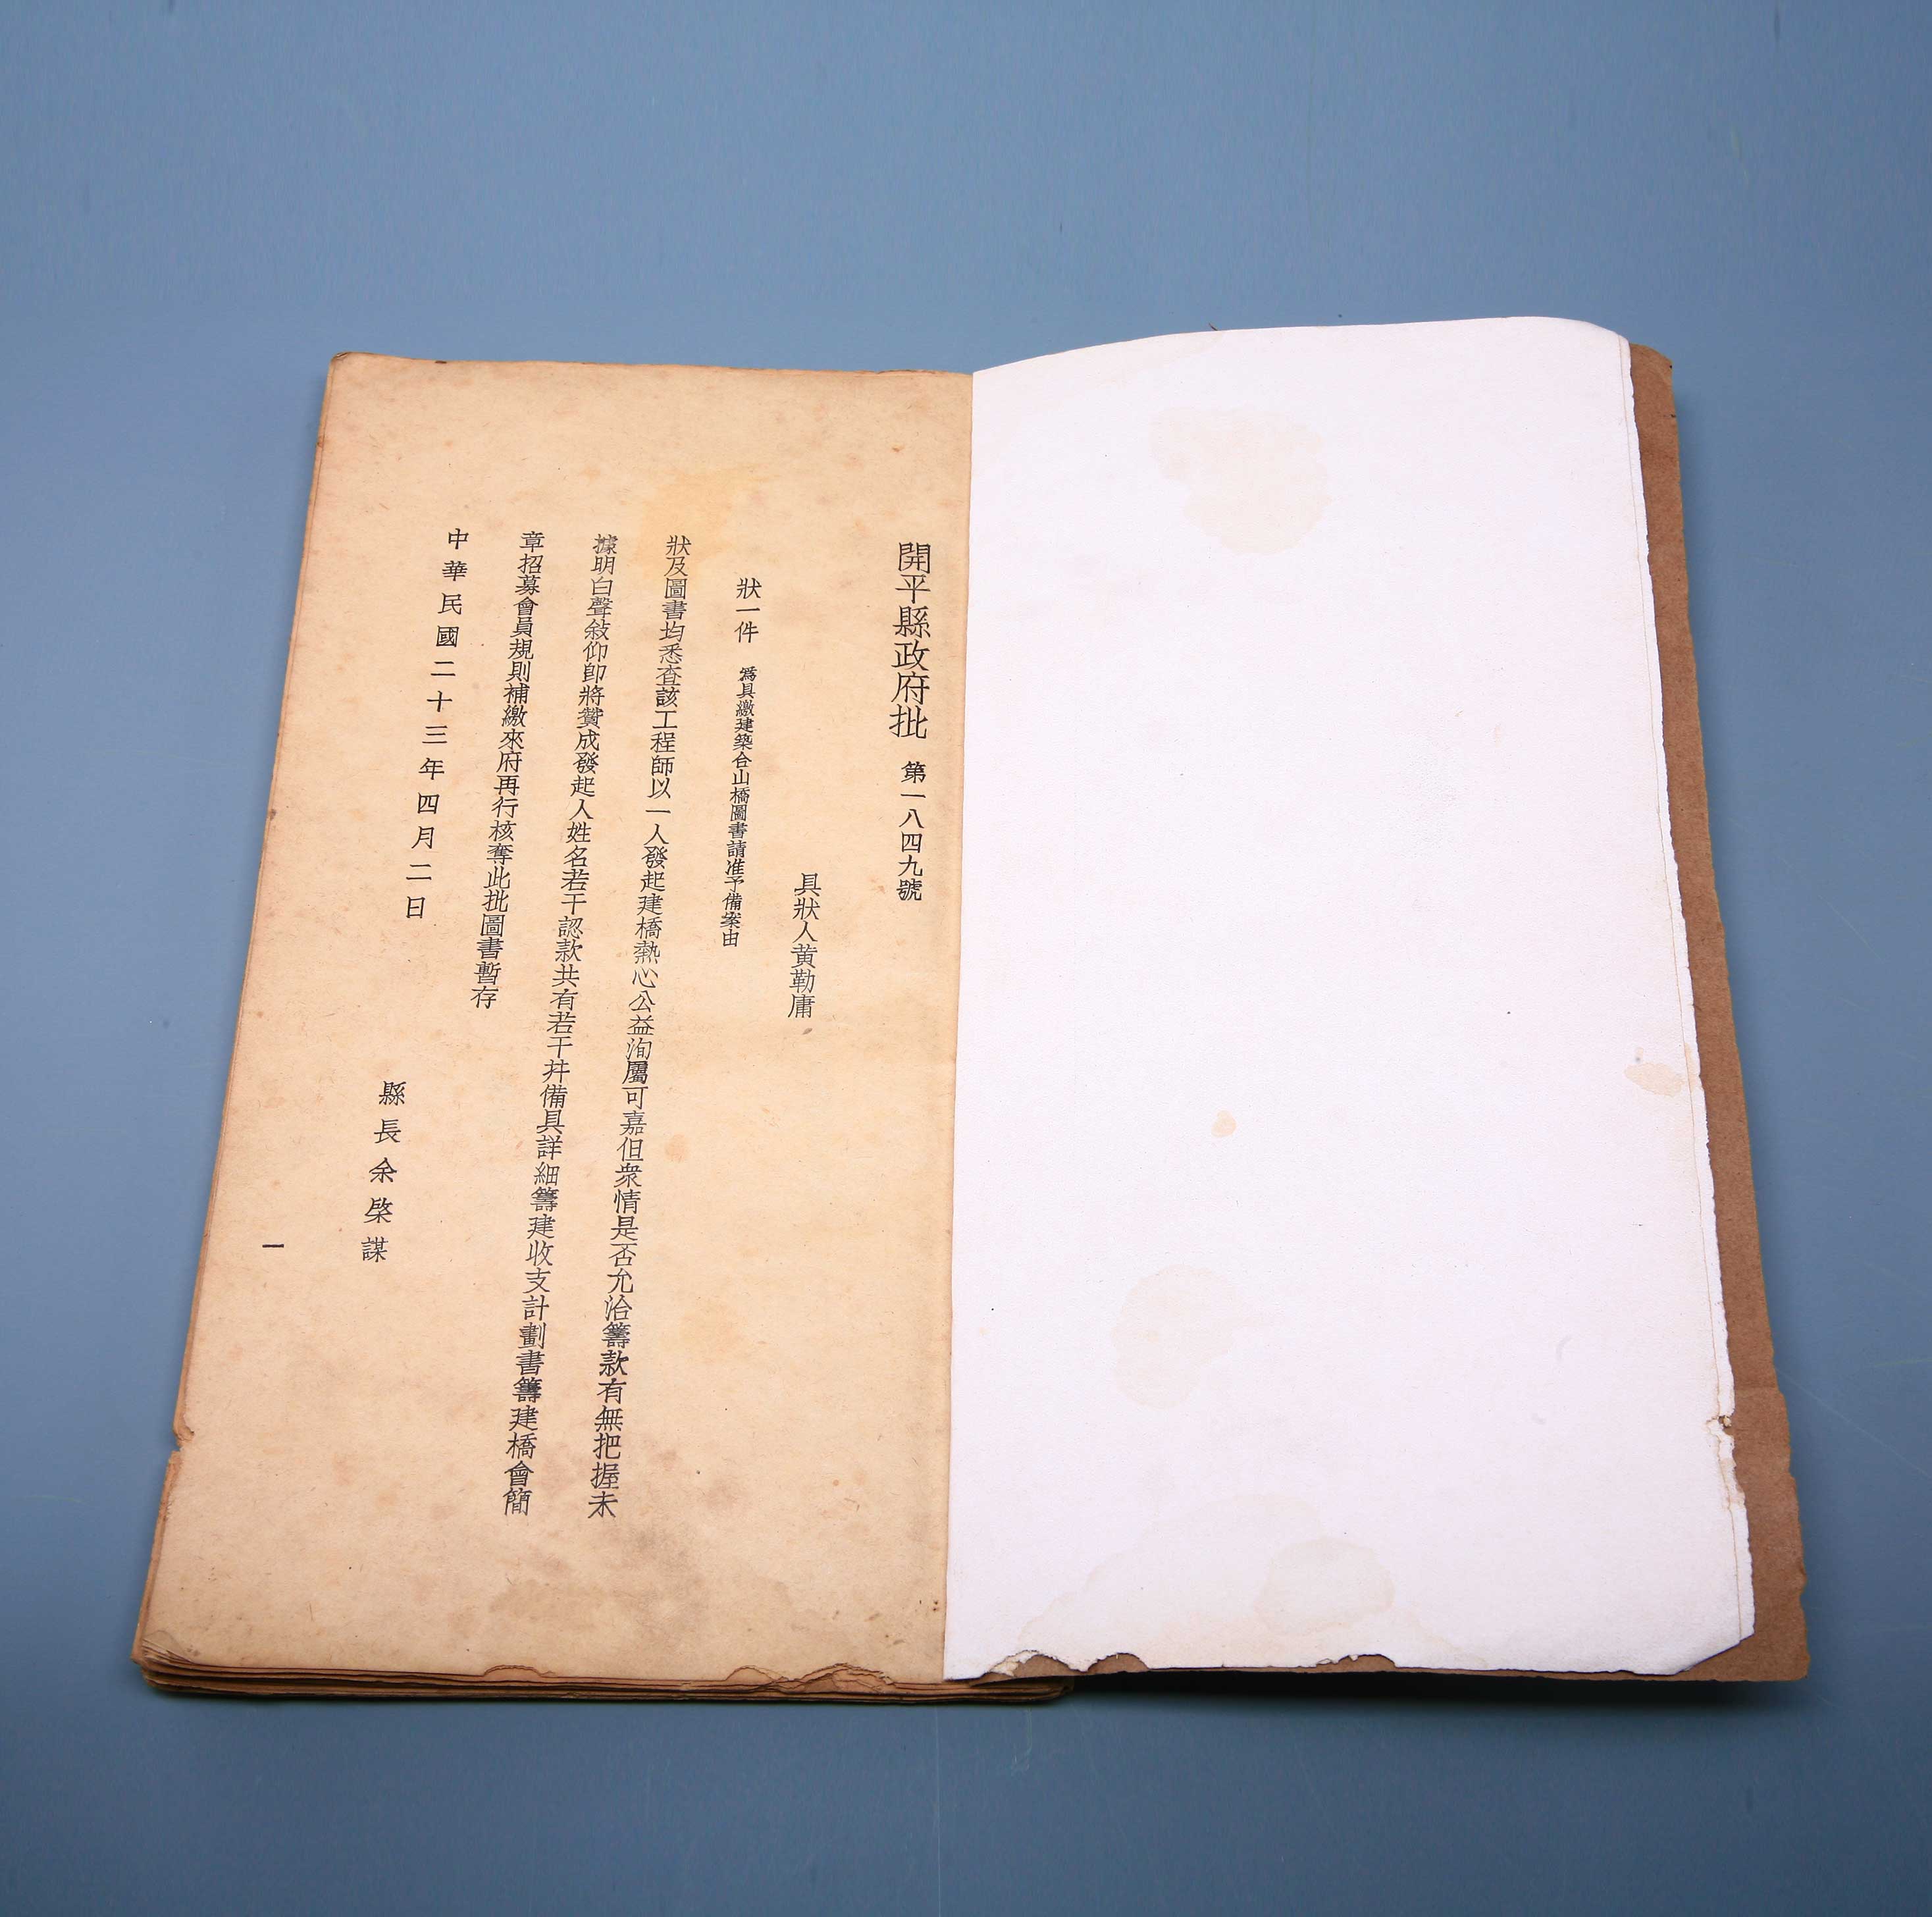 開平縣政府批 第一八四九號
具狀人黃勒庸
狀一件 爲具繳建築合山橋圖書請准予備案由
狀及圖書均悉查該工程師以一人發起建橋熱心公益洵屬可嘉但衆情是否允洽籌款有無把握未
據明白聲敍仰卽將贊成發起人姓名若干認款共有若干幷備具詳細籌建收支計劃書籌建橋會簡
章招募會員規則補繳來府再行核奪此批圖書暫存
中華民國二十三年四月二日
縣長余棨謀
一